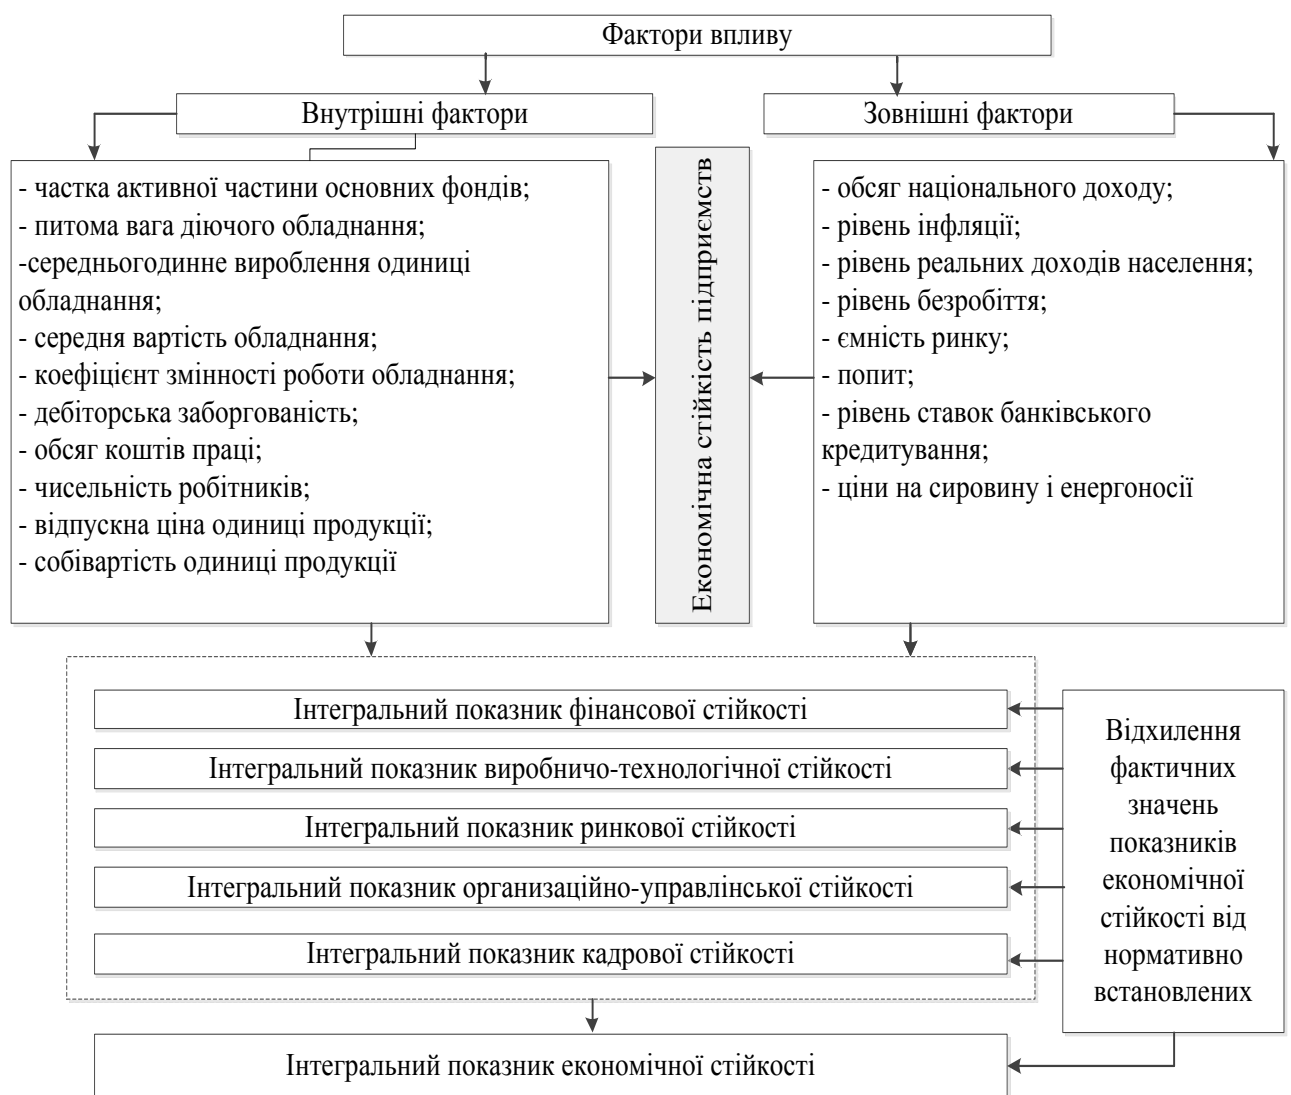 Фактори впливу
Внутрішні фактори
Зовнішні фактори
- частка активної частини основних фондів;
- питома вага діючого обладнання;
-середньогодинне вироблення одиниці
обладнання;
- середня вартість обладнання;
- коефіцієнт змінності роботи обладнання;
- дебіторська заборгованість;
- обсяг коштів праці;
- чисельність робітників;
- відпускна ціна одиниці продукції;
- собівартість одиниці продукції
Економічна стійкість підприємств
- обсяг національного доходу;
- рівень інфляції;
- рівень реальних доходів населення;
- рівень безробіття;
- ємність ринку;
- попит;
- рівень ставок банківського
кредитування;
- ціни на сировину і енергоносії
Інтегральний показник фінансової стійкості
Інтегральний показник виробничо-технологічної стійкості
Інтегральний показник ринкової стійкості
Інтегральний показник организаційно-управлінської стійкості
Інтегральний показник кадрової стійкості
Відхилення
фактичних
значень
показників
економічної
стійкості від
нормативно
встановлених
Інтегральний показник економічної стійкості